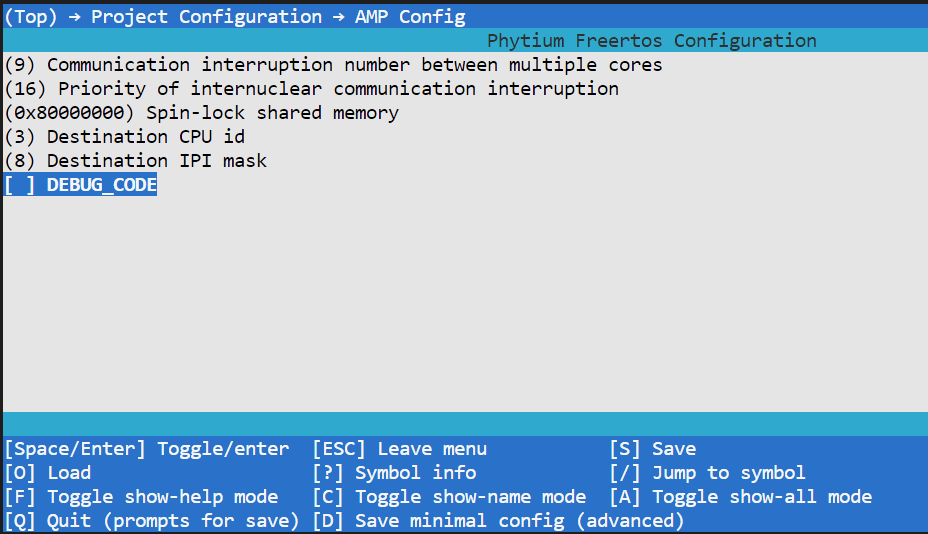 (Top) → Project Configuration → AMP Config
Phytium Freertos Configuration
(9) Communication interruption number between multiple cores
(16) Priority of internuclear communication interruption
(0x80000000) Spin-lock shared memory
(3) Destination CPU id
(8) Destination IPI mask
[ ] DEBUG_CODE
[Space/Enter] Toggle/enter [ESC] Leave menu [S] Save
[O] Load [?] Symbol info [/] Jump to symbol
[F] Toggle show-help mode [C] Toggle show-name mode [A] Toggle show-all mode
[Q] Quit (prompts for save) [D] Save minimal config (advanced)